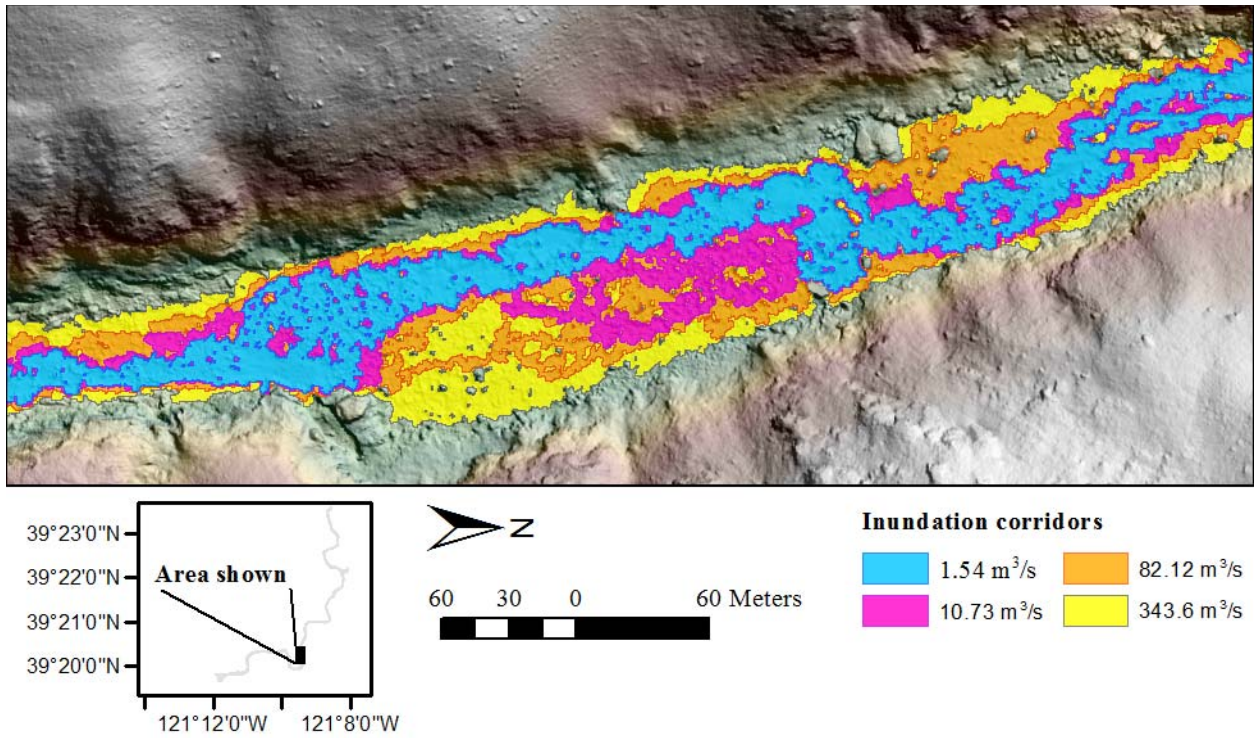 39°23'0"N
39°22'0"N
39°21'0"N
39°20'0"N
Area shown
121°12'0"W 121°8'0"W
N
60 30 0 60 Meters
Inundation corridors
1.54 m³/s 82.12 m³/s
10.73 m³/s 343.6 m³/s